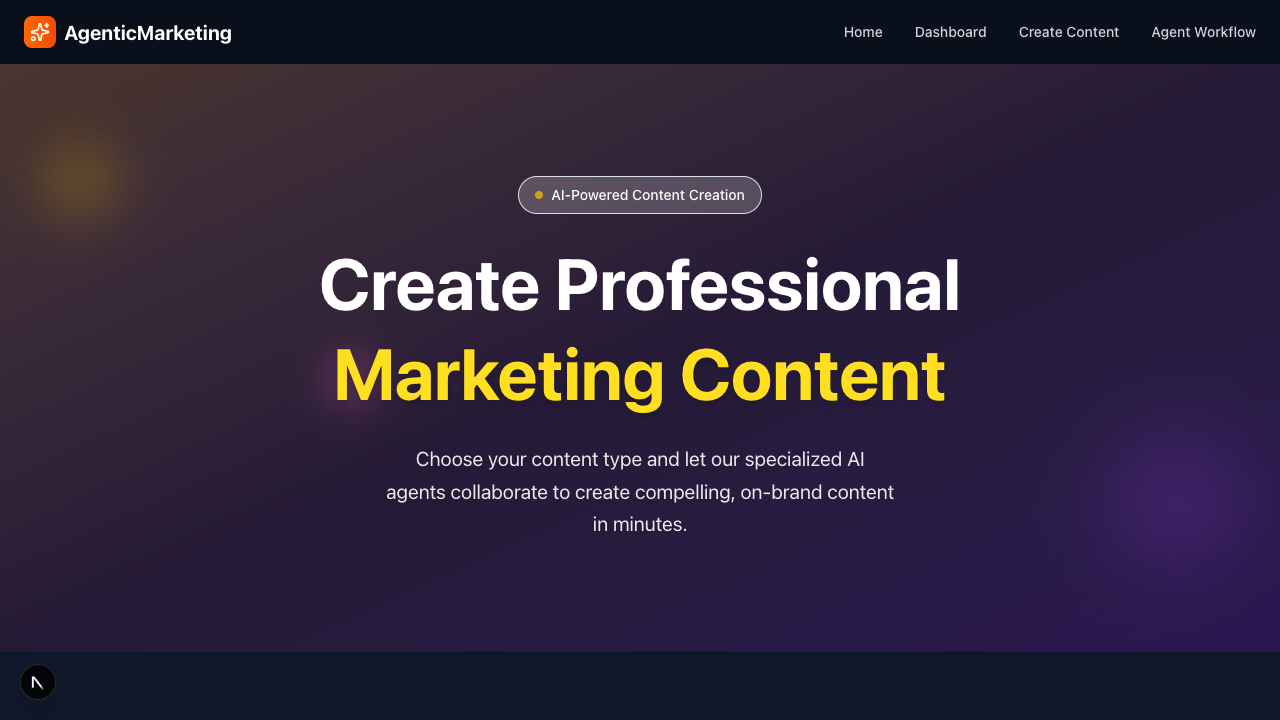 AgenticMarketing
Home
Dashboard
Create Content
Agent Workflow
AI-Powered Content Creation
Create Professional
Marketing Content
Choose your content type and let our specialized AI
agents collaborate to create compelling, on-brand content
in minutes.